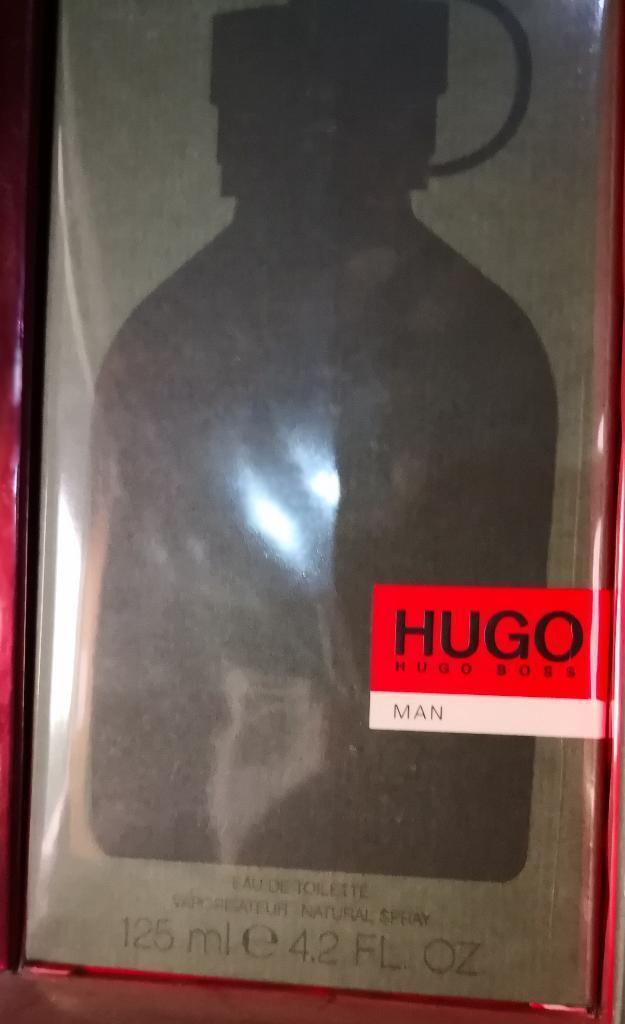 HUGO
HUGO BOSS
MAN
EAU DE TOILETTE
VAPORISATEUR NATURAL SPRAY
125 ml ℮ 4.2 FL. OZ